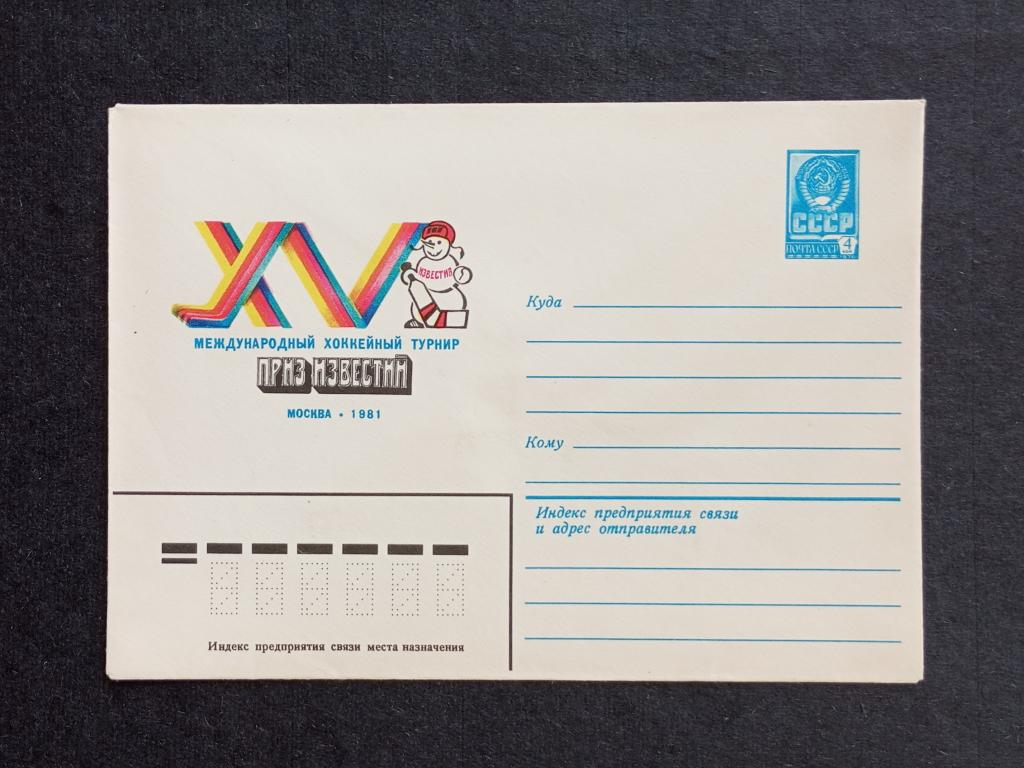 XV
ИЗВЕСТИЯ
МЕЖДУНАРОДНЫЙ ХОККЕЙНЫЙ ТУРНИР
ПРИЗ ИЗВЕСТИЙ
МОСКВА • 1981
СССР
ПОЧТА СССР 4
Куда
Кому
Индекс предприятия связи
и адрес отправителя
Индекс предприятия связи места назначения